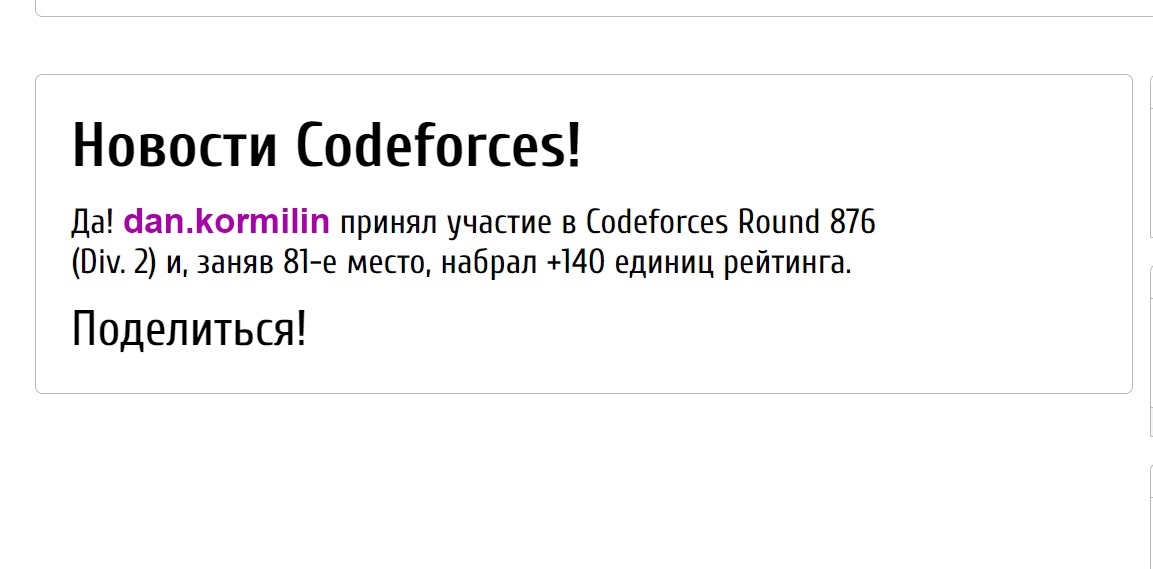 Новости Codeforces!
Да! dan.kormilin принял участие в Codeforces Round 876
(Div. 2) и, заняв 81-е место, набрал +140 единиц рейтинга.
Поделиться!